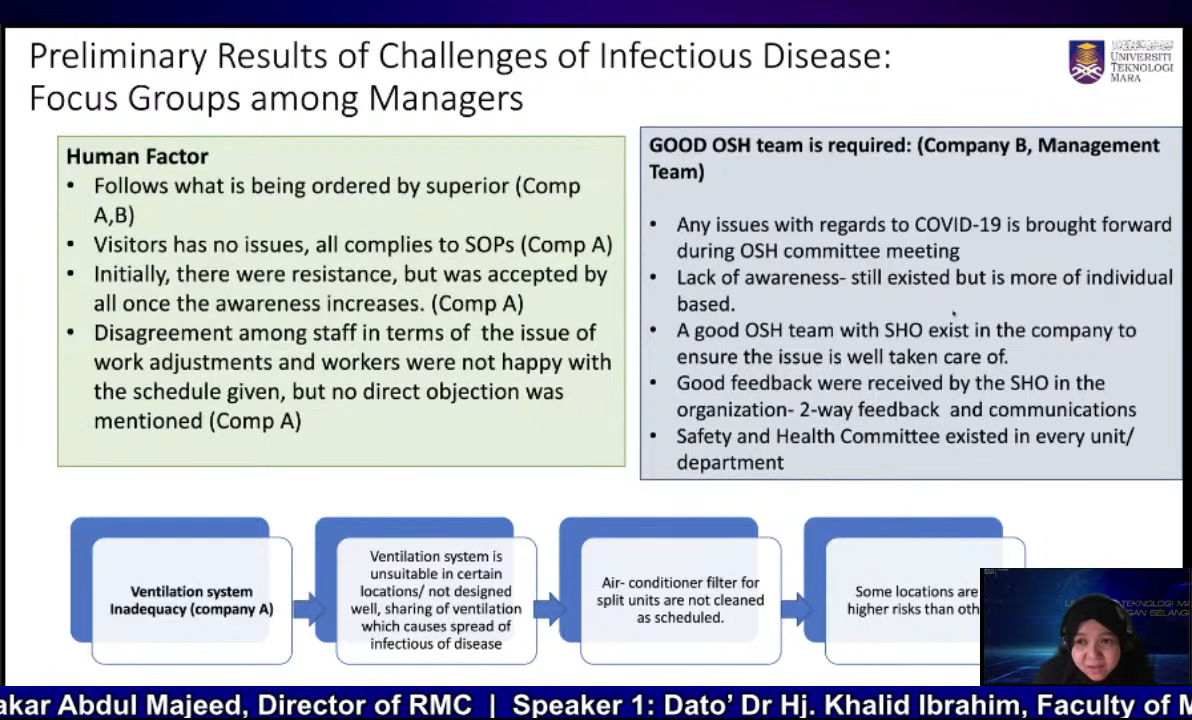 Preliminary Results of Challenges of Infectious Disease:
Focus Groups among Managers
UNIVERSITI
TEKNOLOGI
MARA
Human Factor
• Follows what is being ordered by superior (Comp
A,B)
• Visitors has no issues, all complies to SOPs (Comp A)
• Initially, there were resistance, but was accepted by
all once the awareness increases. (Comp A)
• Disagreement among staff in terms of the issue of
work adjustments and workers were not happy with
the schedule given, but no direct objection was
mentioned (Comp A)
GOOD OSH team is required: (Company B, Management
Team)
• Any issues with regards to COVID-19 is brought forward
during OSH committee meeting
• Lack of awareness- still existed but is more of individual
based.
• A good OSH team with SHO exist in the company to
ensure the issue is well taken care of.
• Good feedback were received by the SHO in the
organization- 2-way feedback and communications
• Safety and Health Committee existed in every unit/
department
Ventilation system
Inadequacy (company A)
Ventilation system is
unsuitable in certain
locations/ not designed
well, sharing of ventilation
which causes spread of
infectious of disease
Air- conditioner filter for
split units are not cleaned
as scheduled.
Some locations are
higher risks than oth
TEKNOLOGI MA
GAN SELANG
akar Abdul Majeed, Director of RMC | Speaker 1: Dato’ Dr Hj. Khalid Ibrahim, Faculty of M